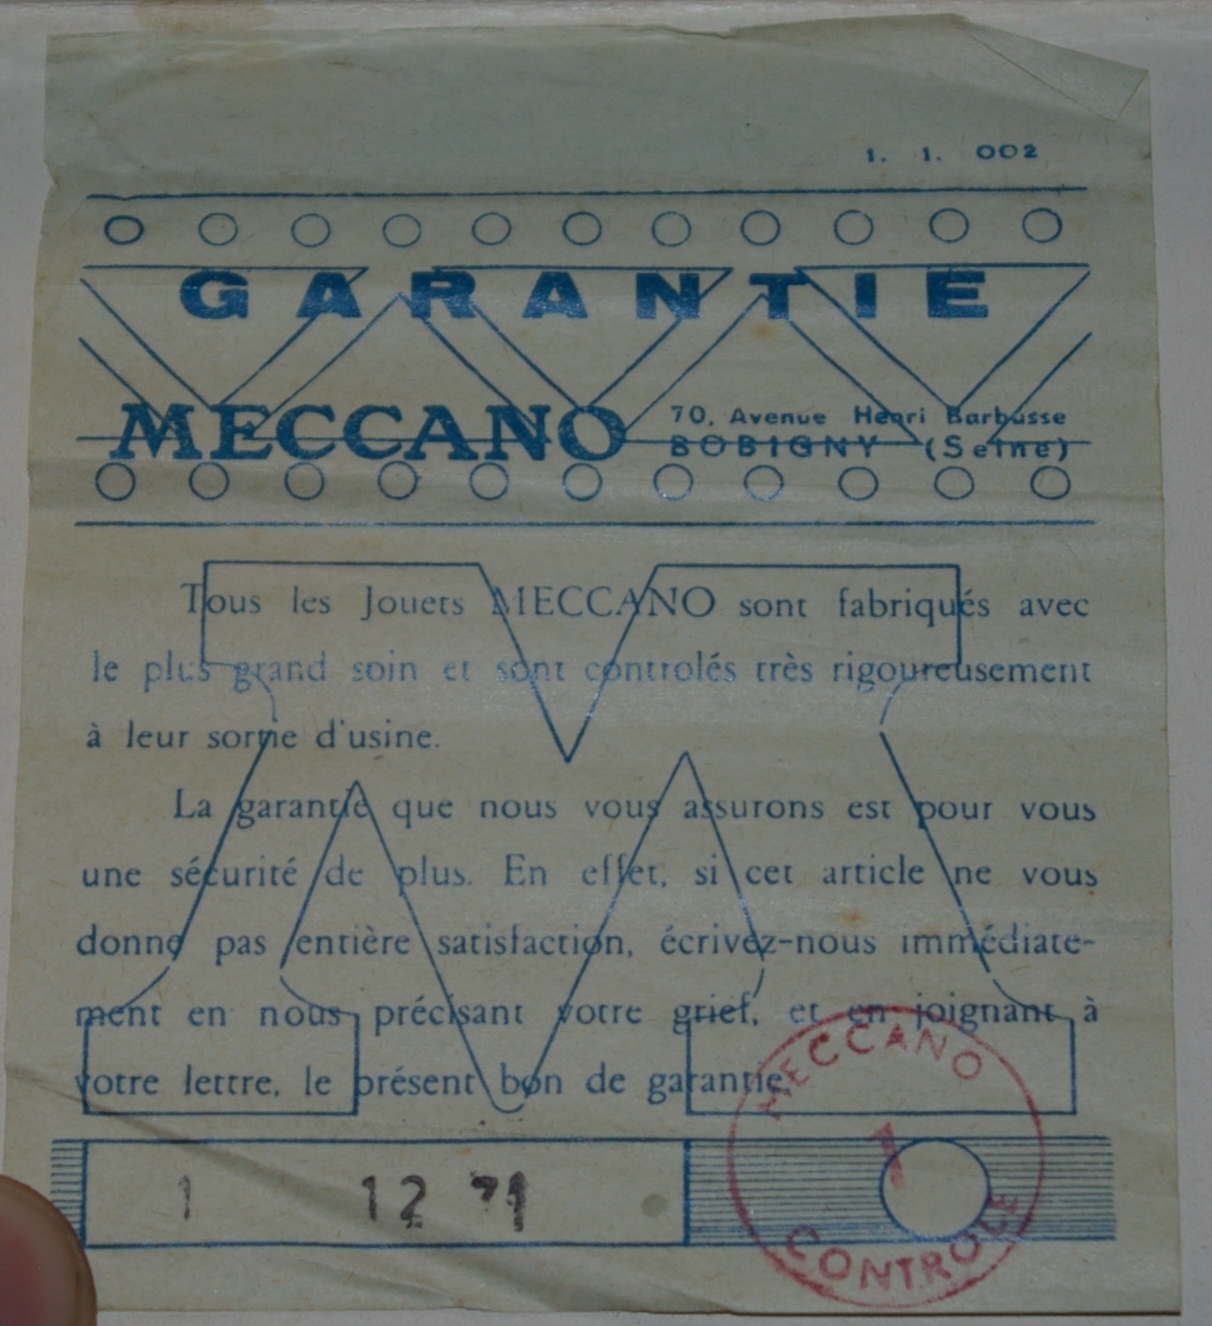 1. 1. 002
GARANTIE
MECCANO 70, Avenue Henri Barbusse
BOBIGNY (Seine)
Tous les Jouets MECCANO sont fabriqués avec
le plus grand soin et sont controlés très rigoureusement
à leur sortie d'usine.
La garantie que nous vous assurons est pour vous
une sécurité de plus. En effet, si cet article ne vous
donne pas entière satisfaction, écrivez-nous immédiate-
ment en nous précisant votre grief, et en joignant à
votre lettre, le présent bon de garantie.
1 12 71
MECCANO
1
CONTROLE